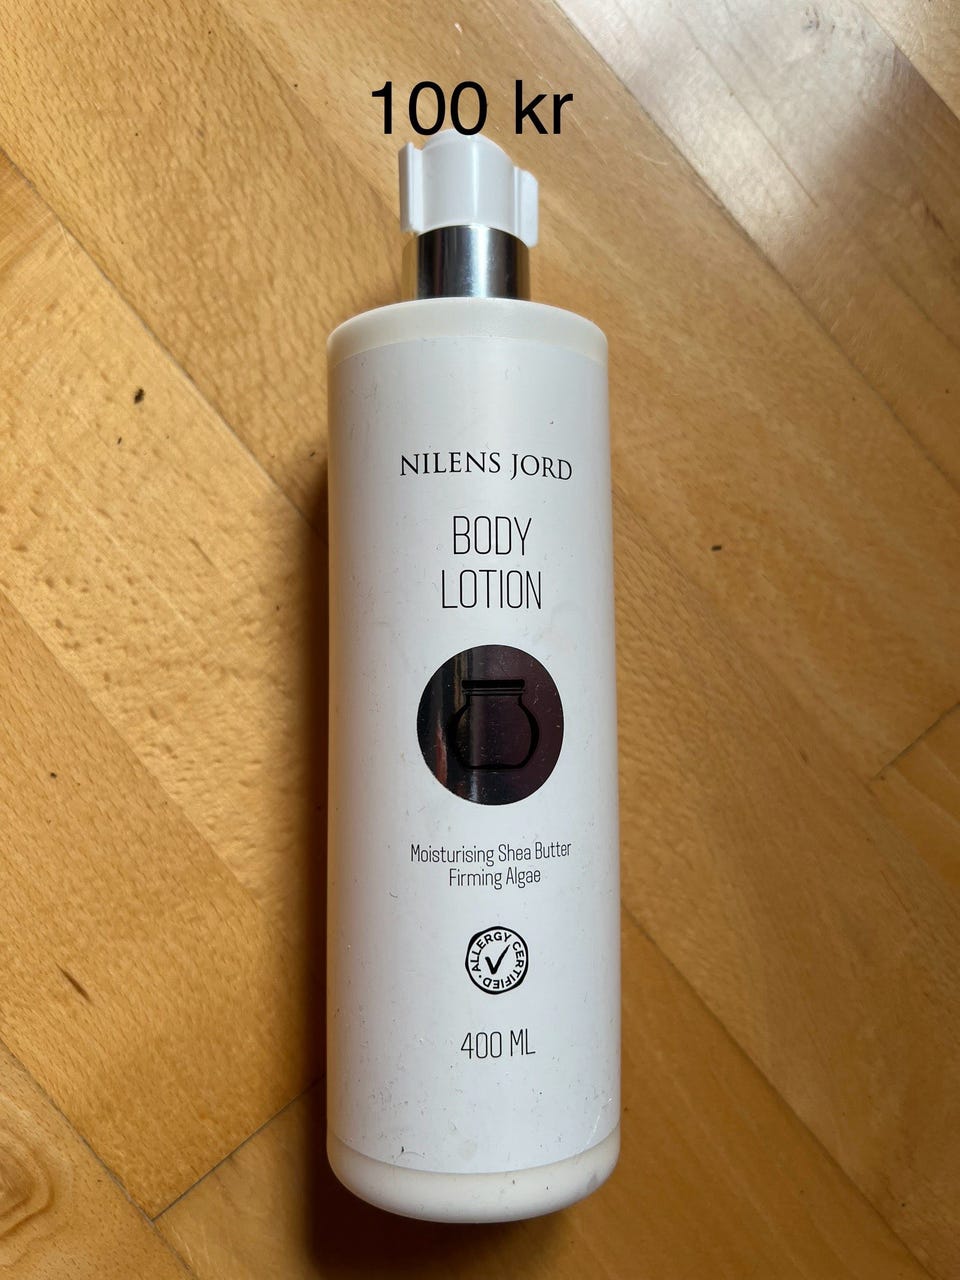 100 kr
NILENS JORD
BODY
LOTION
Moisturising Shea Butter
Firming Algae
ALLERGY CERTIFIED
400 ML